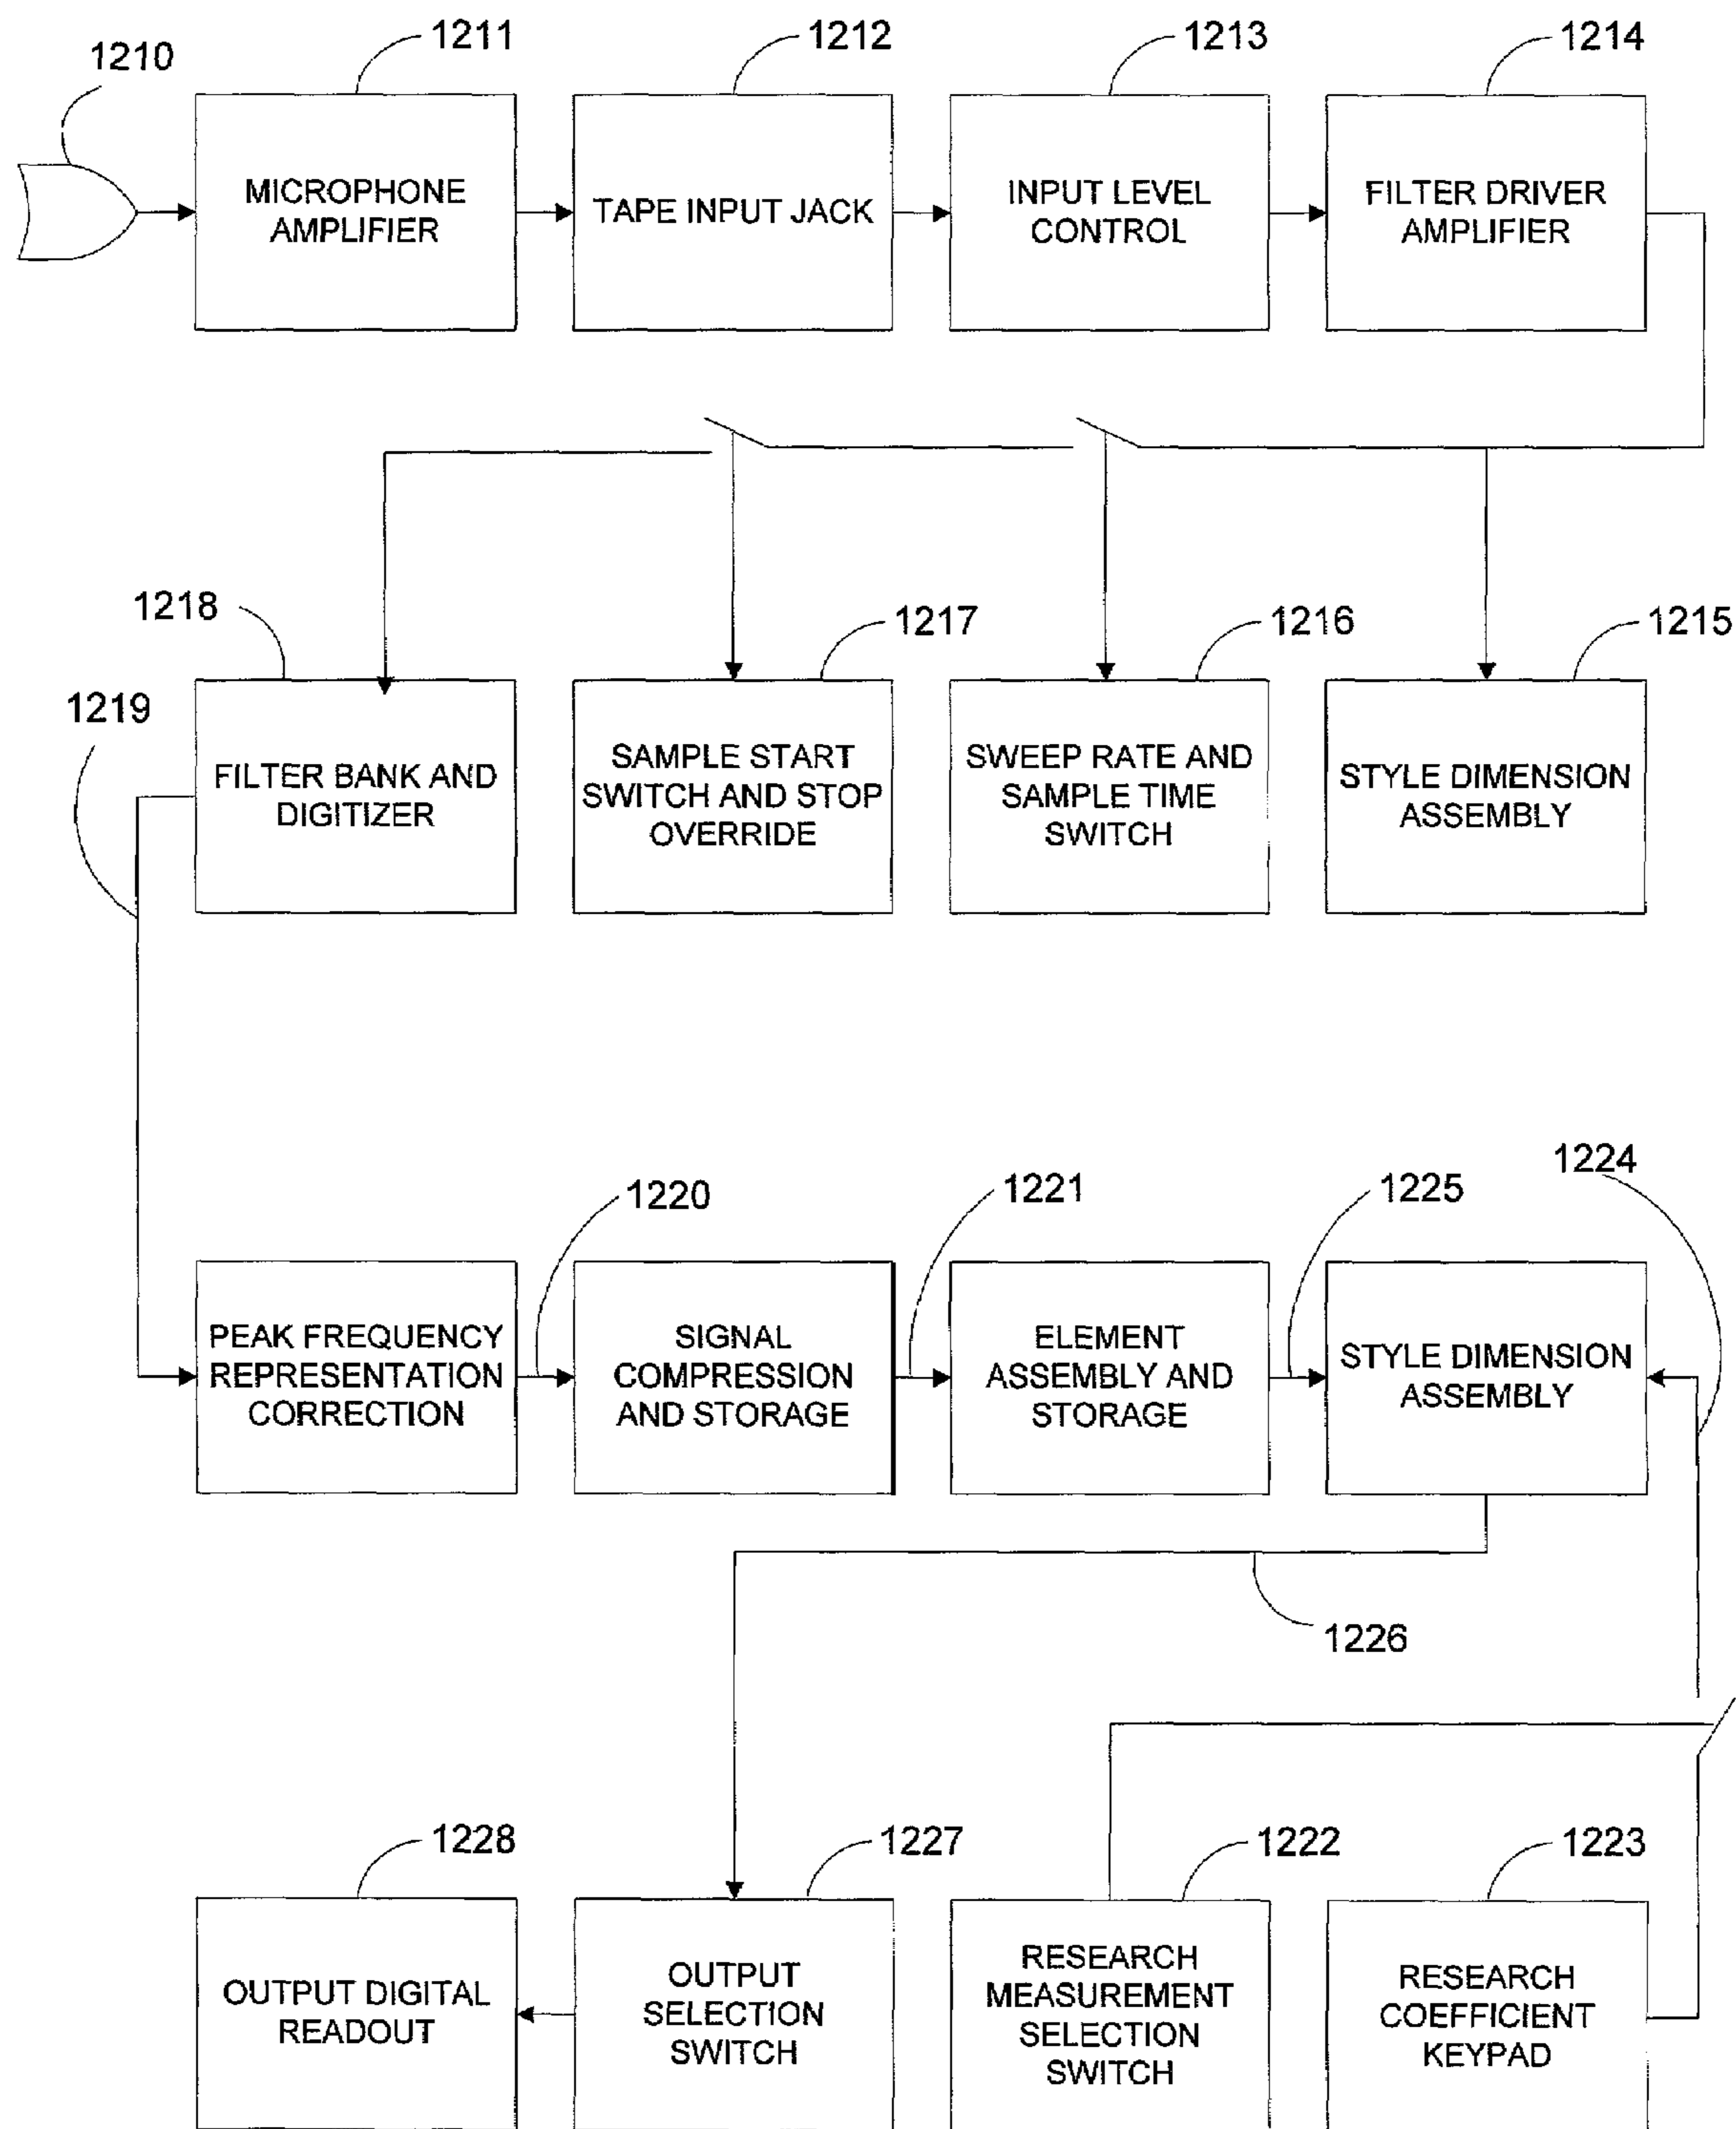 1210
1211
1212
1213
1214
MICROPHONE
AMPLIFIER
TAPE INPUT JACK
INPUT LEVEL
CONTROL
FILTER DRIVER
AMPLIFIER
1218
1217
1216
1215
1219
FILTER BANK AND
DIGITIZER
SAMPLE START
SWITCH AND STOP
OVERRIDE
SWEEP RATE AND
SAMPLE TIME
SWITCH
STYLE DIMENSION
ASSEMBLY
1220
1221
1225
1224
PEAK FREQUENCY
REPRESENTATION
CORRECTION
SIGNAL
COMPRESSION
AND STORAGE
ELEMENT
ASSEMBLY AND
STORAGE
STYLE DIMENSION
ASSEMBLY
1226
1228
1227
1222
1223
OUTPUT DIGITAL
READOUT
OUTPUT
SELECTION
SWITCH
RESEARCH
MEASUREMENT
SELECTION
SWITCH
RESEARCH
COEFFICIENT
KEYPAD